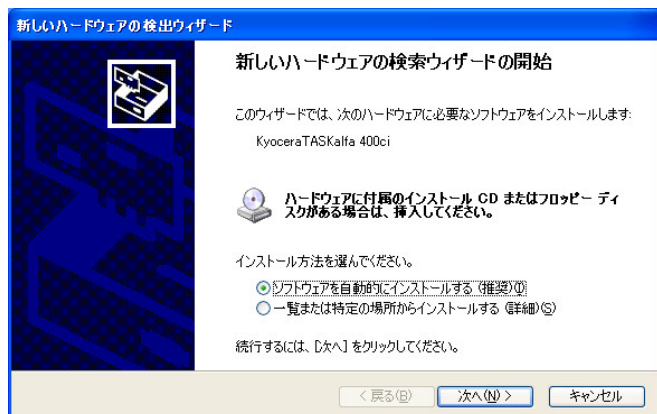 新しいハードウェアの検出ウィザード
新しいハードウェアの検索ウィザードの開始
このウィザードでは、次のハードウェアに必要なソフトウェアをインストールします:
KyoceraTASKalfa 400ci
ハードウェアに付属のインストール CD またはフロッピー ディ
スクがある場合は、挿入してください。
インストール方法を選んでください。
ソフトウェアを自動的にインストールする (推奨)(I)
一覧または特定の場所からインストールする (詳細)(S)
続行するには、[次へ] をクリックしてください。
< 戻る(B) 次へ(N) > キャンセル